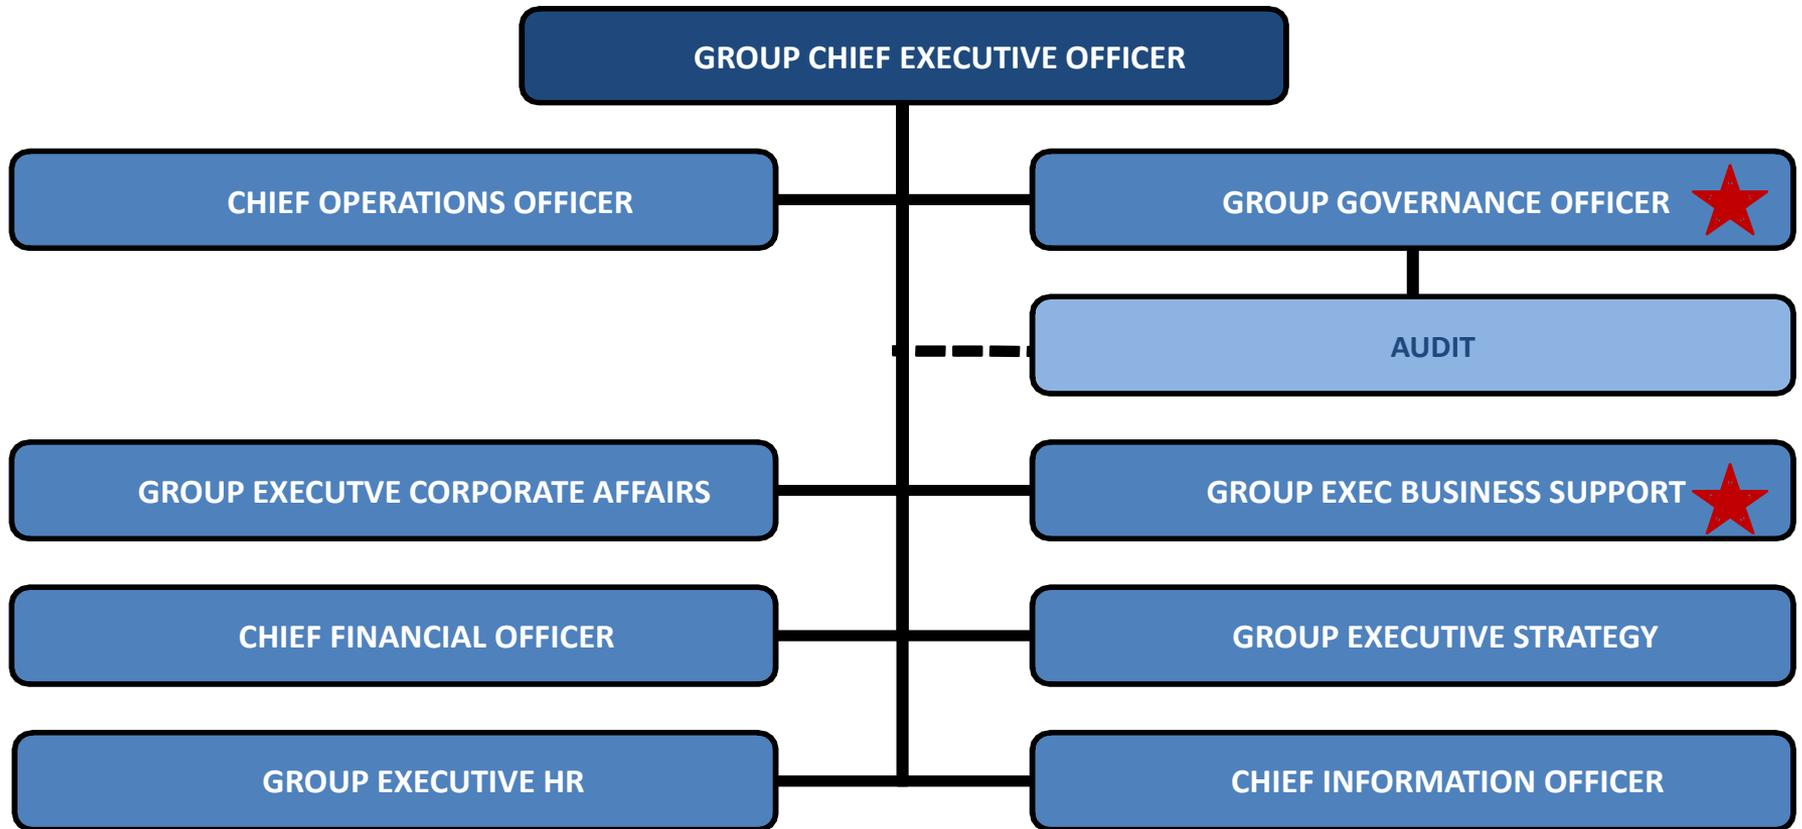 GROUP CHIEF EXECUTIVE OFFICER
CHIEF OPERATIONS OFFICER
GROUP GOVERNANCE OFFICER
AUDIT
GROUP EXECUTVE CORPORATE AFFAIRS
GROUP EXEC BUSINESS SUPPORT
CHIEF FINANCIAL OFFICER
GROUP EXECUTIVE STRATEGY
GROUP EXECUTIVE HR
CHIEF INFORMATION OFFICER